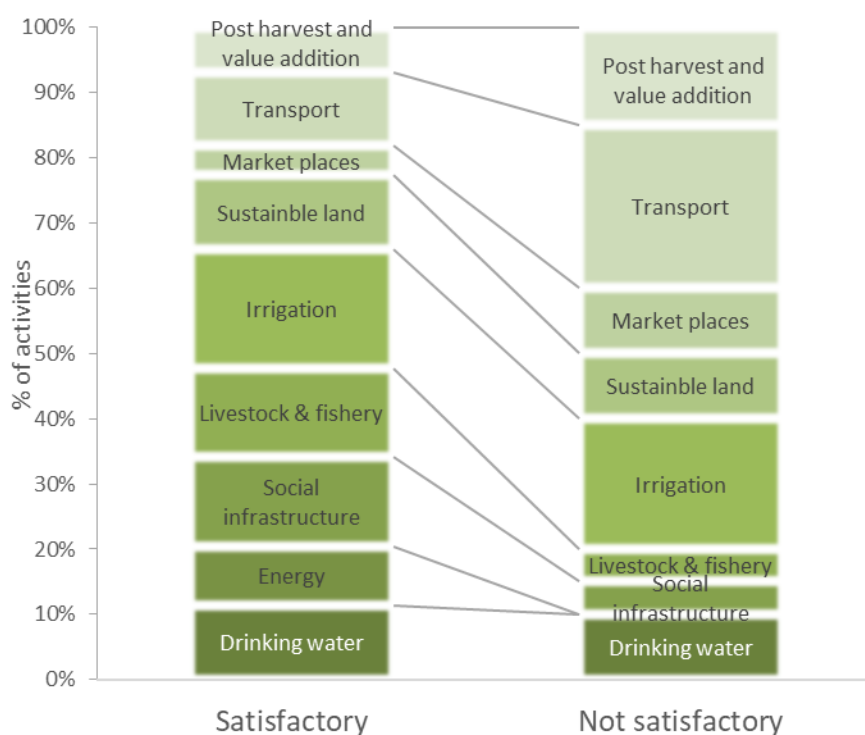 100%
90%
80%
70%
60%
50%
40%
30%
20%
10%
0%
% of activities
Post harvest and
value addition
Transport
Market places
Sustainble land
Irrigation
Livestock & fishery
Social
infrastructure
Energy
Drinking water
Post harvest and
value addition
Transport
Market places
Sustainble land
Irrigation
Livestock & fishery
Social
infrastructure
Drinking water
Satisfactory
Not satisfactory